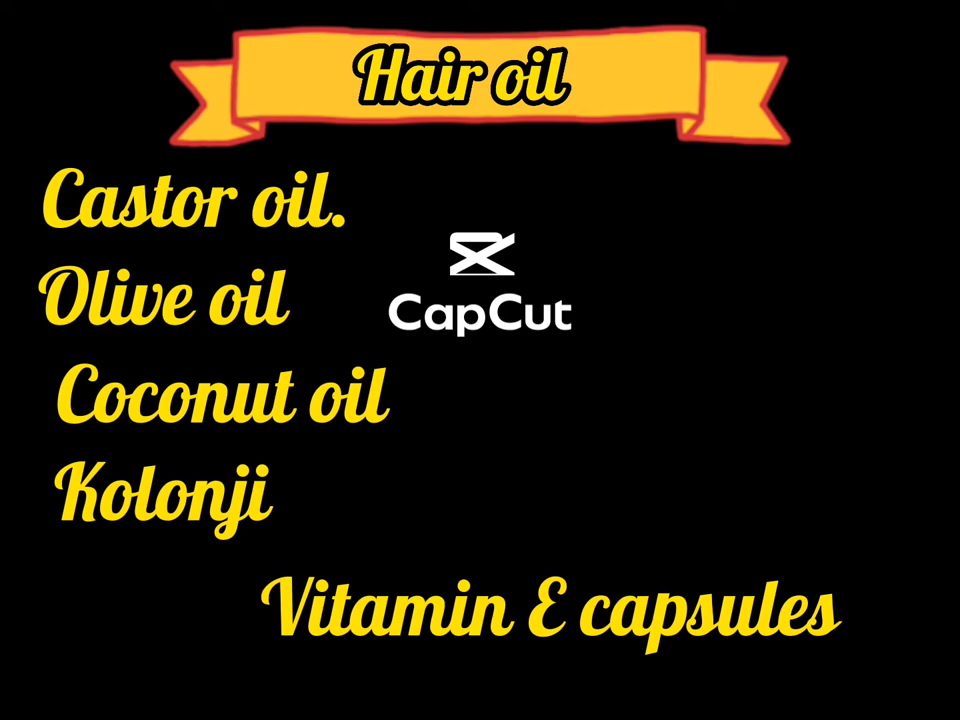 Hair oil
Castor oil.
Olive oil
CapCut
Coconut oil
Kolonji
Vitamin E capsules